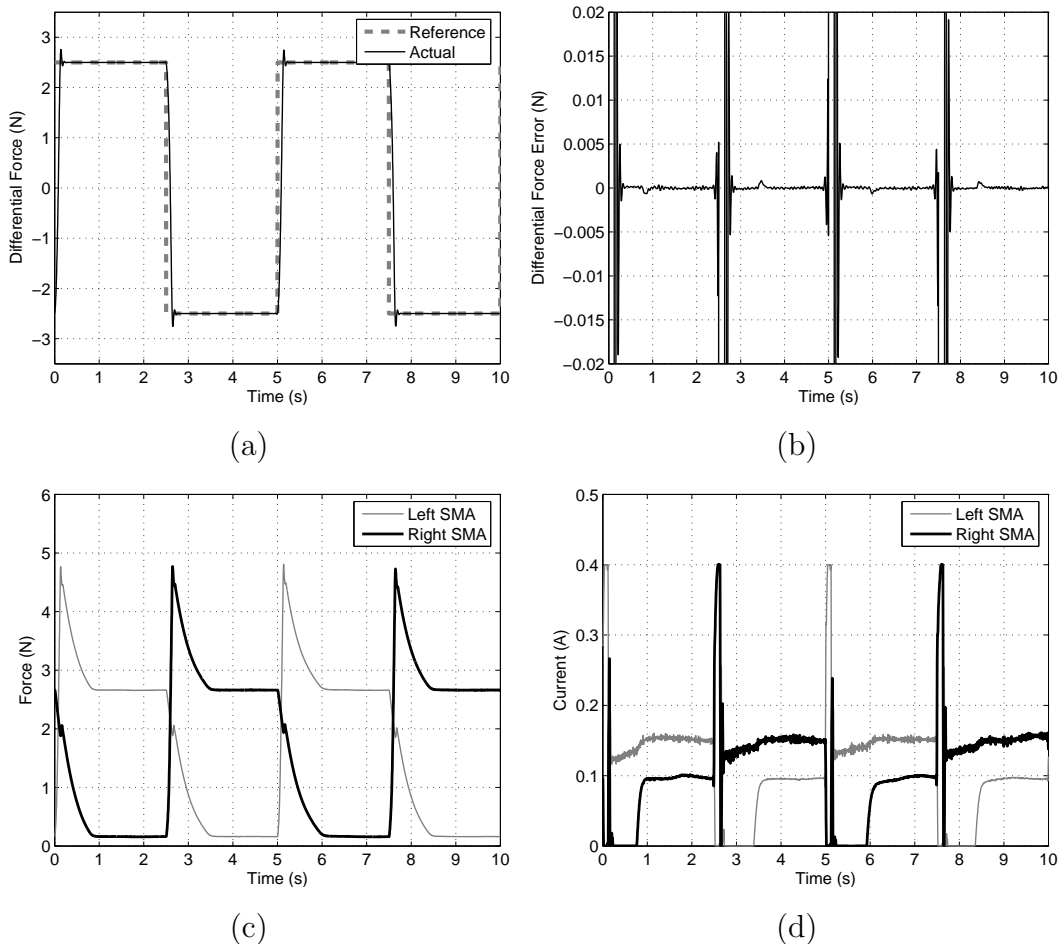 3
2
1
0
−1
−2
−3
0 1 2 3 4 5 6 7 8 9 10
Time (s)
Differential Force (N)
Reference
Actual
(a)
0.02
0.015
0.01
0.005
0
−0.005
−0.01
−0.015
−0.02
0 1 2 3 4 5 6 7 8 9 10
Time (s)
Differential Force Error (N)
(b)
6
5
4
3
2
1
0
0 1 2 3 4 5 6 7 8 9 10
Time (s)
Force (N)
Left SMA
Right SMA
(c)
0.5
0.4
0.3
0.2
0.1
0
0 1 2 3 4 5 6 7 8 9 10
Time (s)
Current (A)
Left SMA
Right SMA
(d)